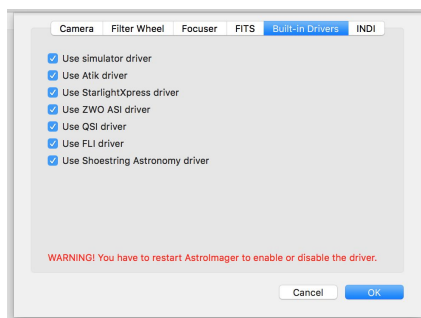 Camera Filter Wheel Focuser FITS Built-in Drivers INDI
Use simulator driver
Use Atik driver
Use StarlightXpress driver
Use ZWO ASI driver
Use QSI driver
Use FLI driver
Use Shoestring Astronomy driver
WARNING! You have to restart AstroImager to enable or disable the driver.
Cancel OK